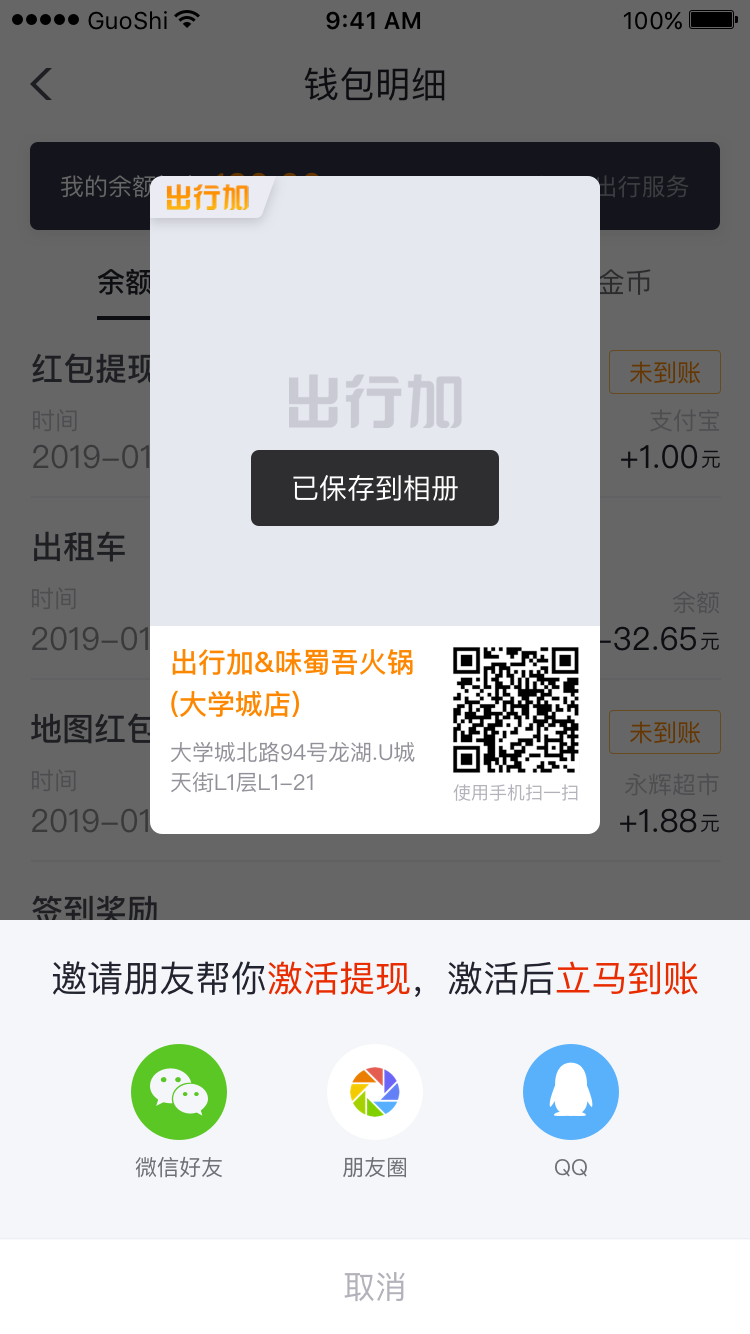 GuoShi
9:41 AM
100%
钱包明细
我的余额
出行服务
出行加
余额
金币
出行加
红包提现
未到账
时间
支付宝
2019-01
+1.00元
已保存到相册
出租车
时间
余额
2019-01
-32.65元
出行加&味蜀吾火锅
(大学城店)
大学城北路94号龙湖.U城
天街L1层L1-21
使用手机扫一扫
地图红包
未到账
时间
永辉超市
2019-01
+1.88元
签到奖励
邀请朋友帮你激活提现，激活后立马到账
微信好友
朋友圈
QQ
取消